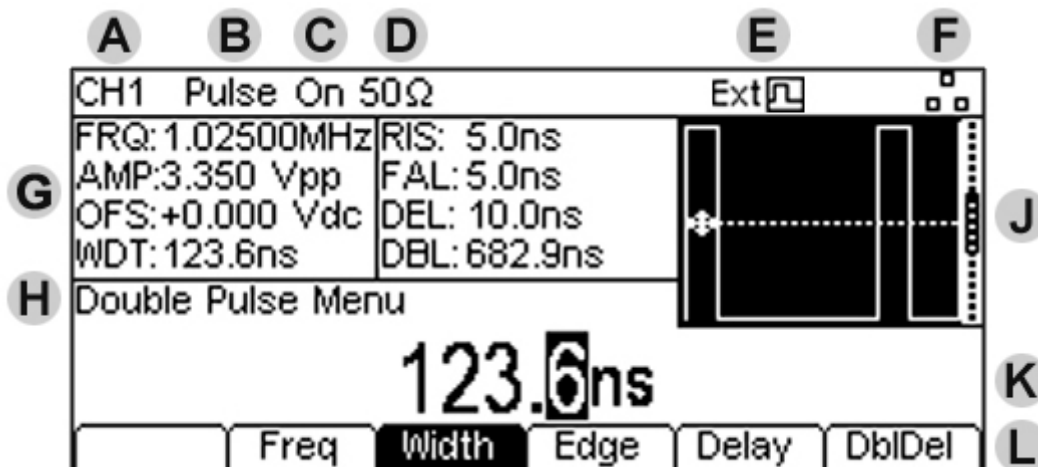 A B C D E F
CH1 Pulse On 50Ω Ext
G
FRQ:1.02500MHz RIS: 5.0ns
AMP:3.350 Vpp FAL:5.0ns
OFS:+0.000 Vdc DEL: 10.0ns
WDT:123.6ns DBL:682.9ns
J
H Double Pulse Menu
123.6ns K
Freq Width Edge Delay DblDel L